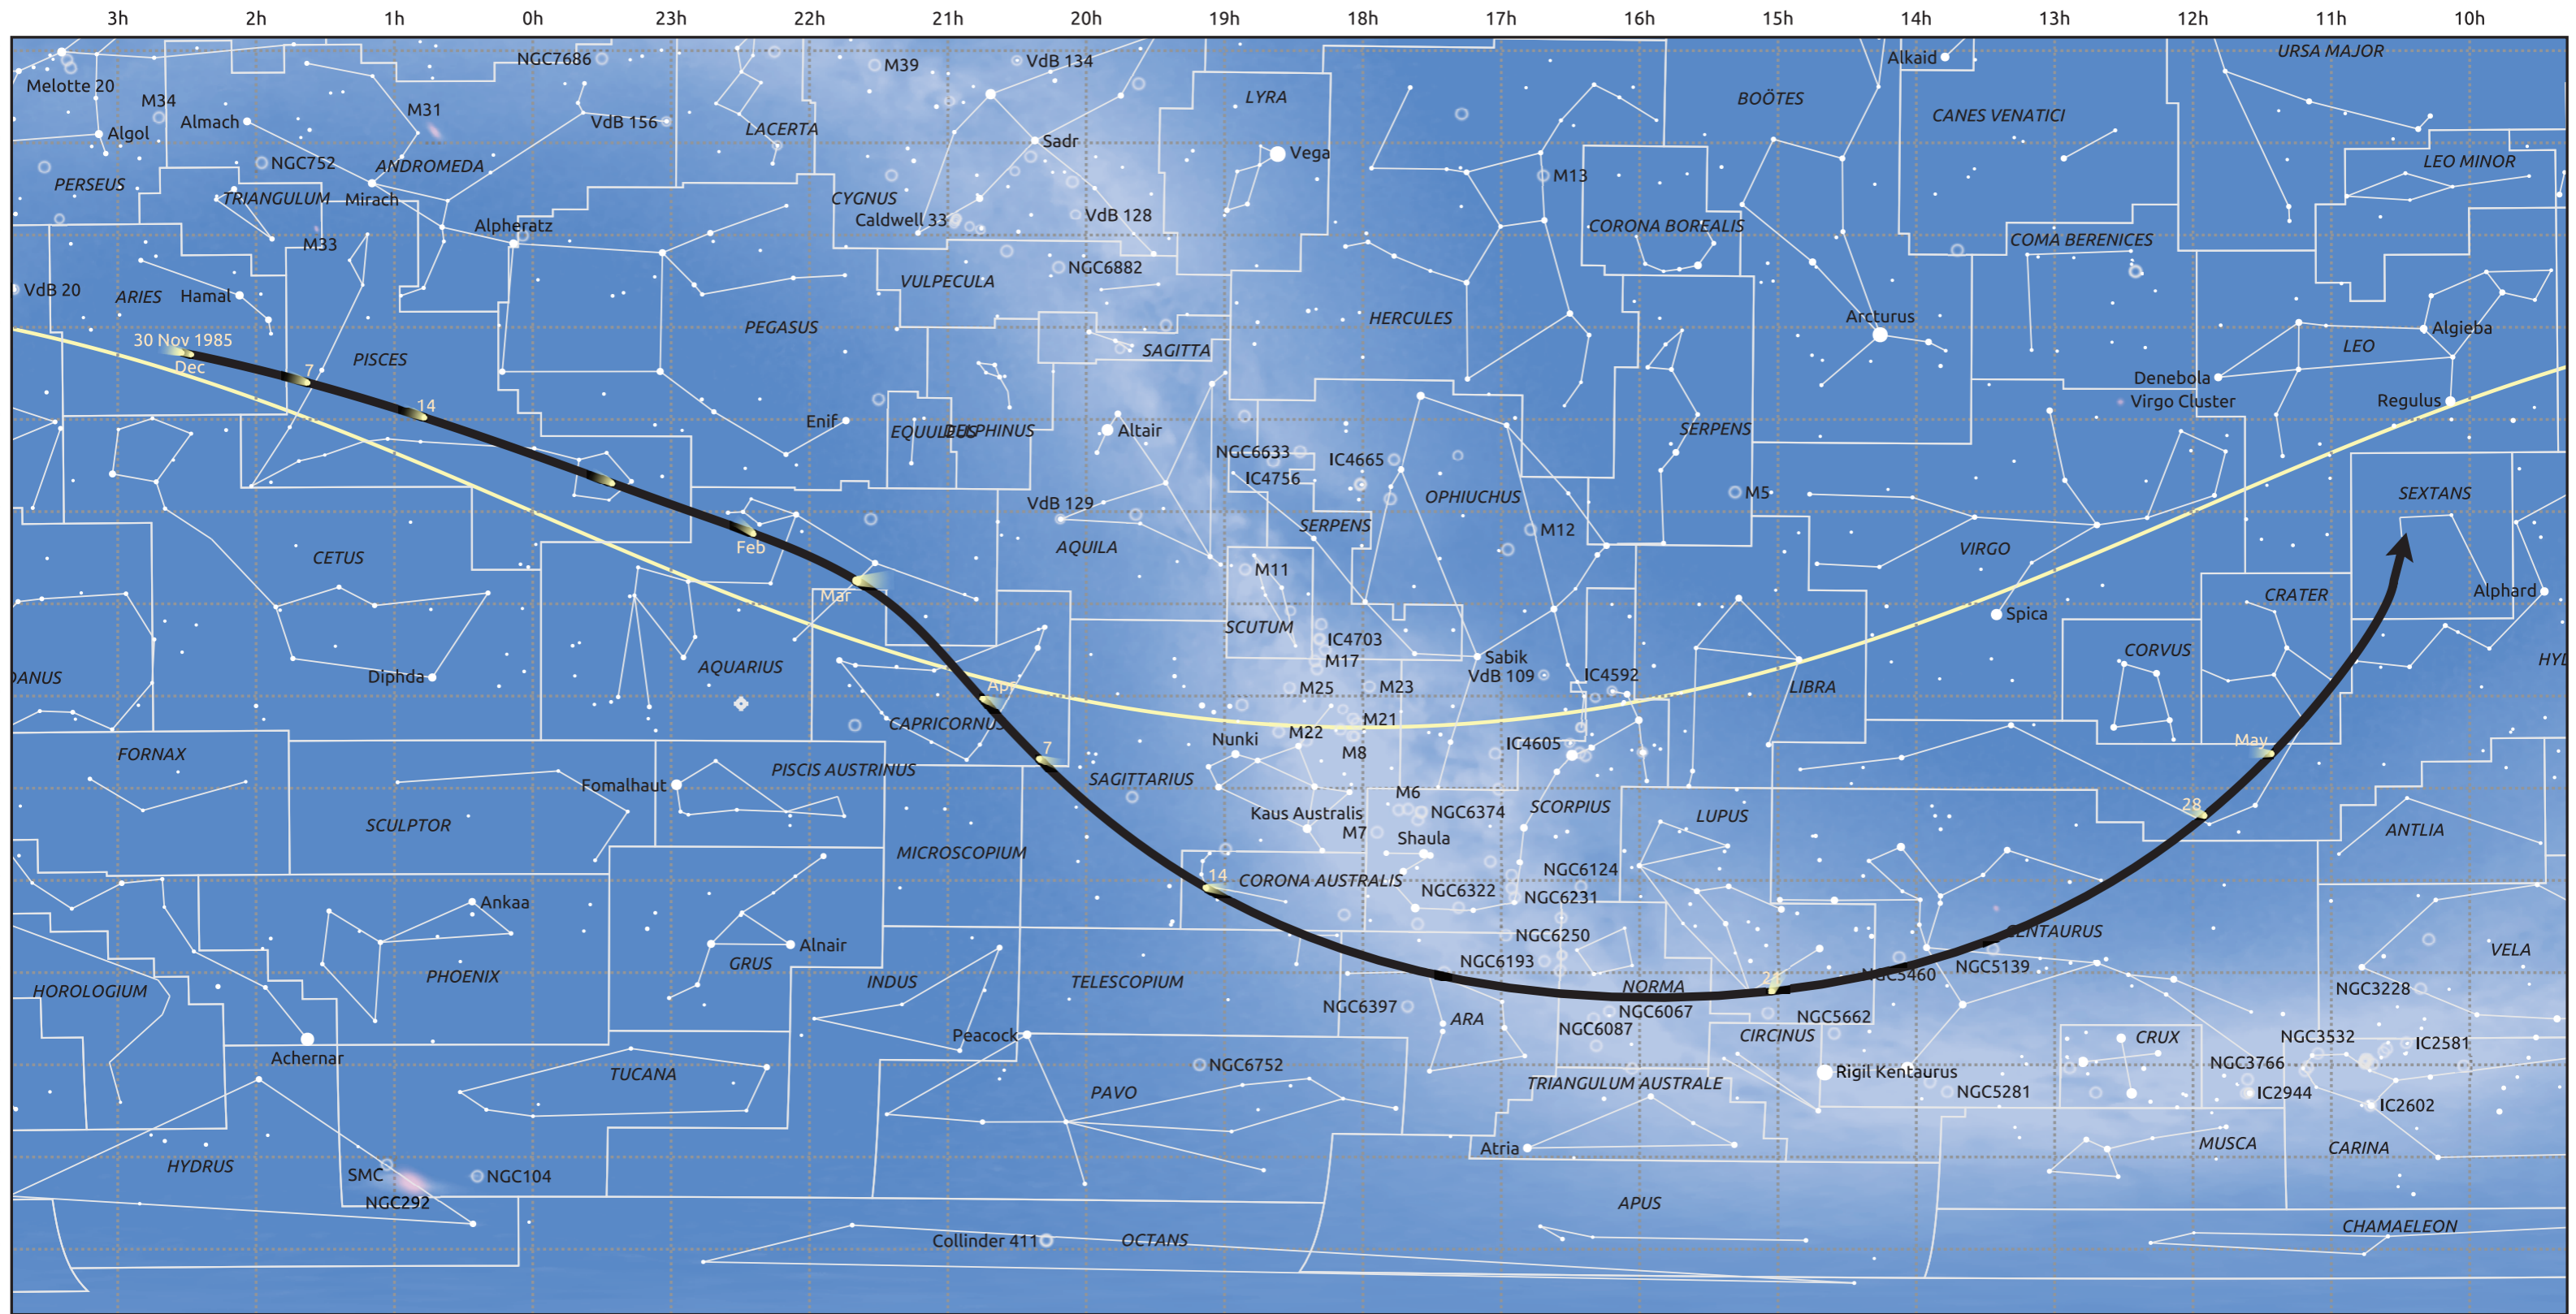 3h 2h 1h 0h 23h 22h 21h 20h 19h 18h 17h 16h 15h 14h 13h 12h 11h 10h
NGC7686 M39 VdB 134 Alkaid URSA MAJOR
Melotte 20 M34 M31 LYRA BOÖTES CANES VENATICI
Algol Almach VdB 156 LACERTA Sadr Vega
NGC752 ANDROMEDA M13 LEO MINOR
PERSEUS TRIANGULUM Mirach CYGNUS
Alpheratz Caldwell 33 VdB 128 CORONA BOREALIS COMA BERENICES
M33 NGC6882
VdB 20 ARIES Hamal VULPECULA
PEGASUS HERCULES Arcturus Algieba
30 Nov 1985 PISCES SAGITTA LEO
Dec 7 Denebola
14 Virgo Cluster Regulus
Enif EQUULEUS DELPHINUS Altair SERPENS
NGC6633 IC4665
IC4756 OPHIUCHUS M5 SEXTANS
VdB 129 SERPENS M12
Feb CETUS AQUILA VIRGO
M11
Mar CRATER Alphard
SCUTUM IC4703 Spica
M17 Sabik CORVUS HYD
DANUS Diphda AQUARIUS VdB 109 IC4592
Apr M25 M23 LIBRA
CAPRICORNUS M21
M22 Nunki IC4605 May
FORNAX 7 M8
PISCIS AUSTRINUS SAGITTARIUS
Fomalhaut M6 SCORPIUS 28
SCULPTOR Kaus Australis NGC6374 LUPUS
M7 Shaula ANTLIA
MICROSCOPIUM
14 CORONA AUSTRALIS NGC6124
Ankaa NGC6322 NGC6231
Alnair NGC6250 CENTAURUS
GRUS NGC6193 NGC5139 VELA
PHOENIX INDUS TELESCOPIUM 21 NGC5460
HOROLOGIUM NORMA NGC3228
NGC6397 ARA NGC6067
Peacock NGC6087 CIRCINUS NGC5662 CRUX NGC3532 IC2581
Achernar NGC6752 NGC3766
TUCANA Rigil Kentaurus
PAVO TRIANGULUM AUSTRALE NGC5281 IC2944
IC2602
Atria MUSCA CARINA
HYDRUS SMC NGC104
NGC292 APUS
Collinder 411 OCTANS CHAMAELEON